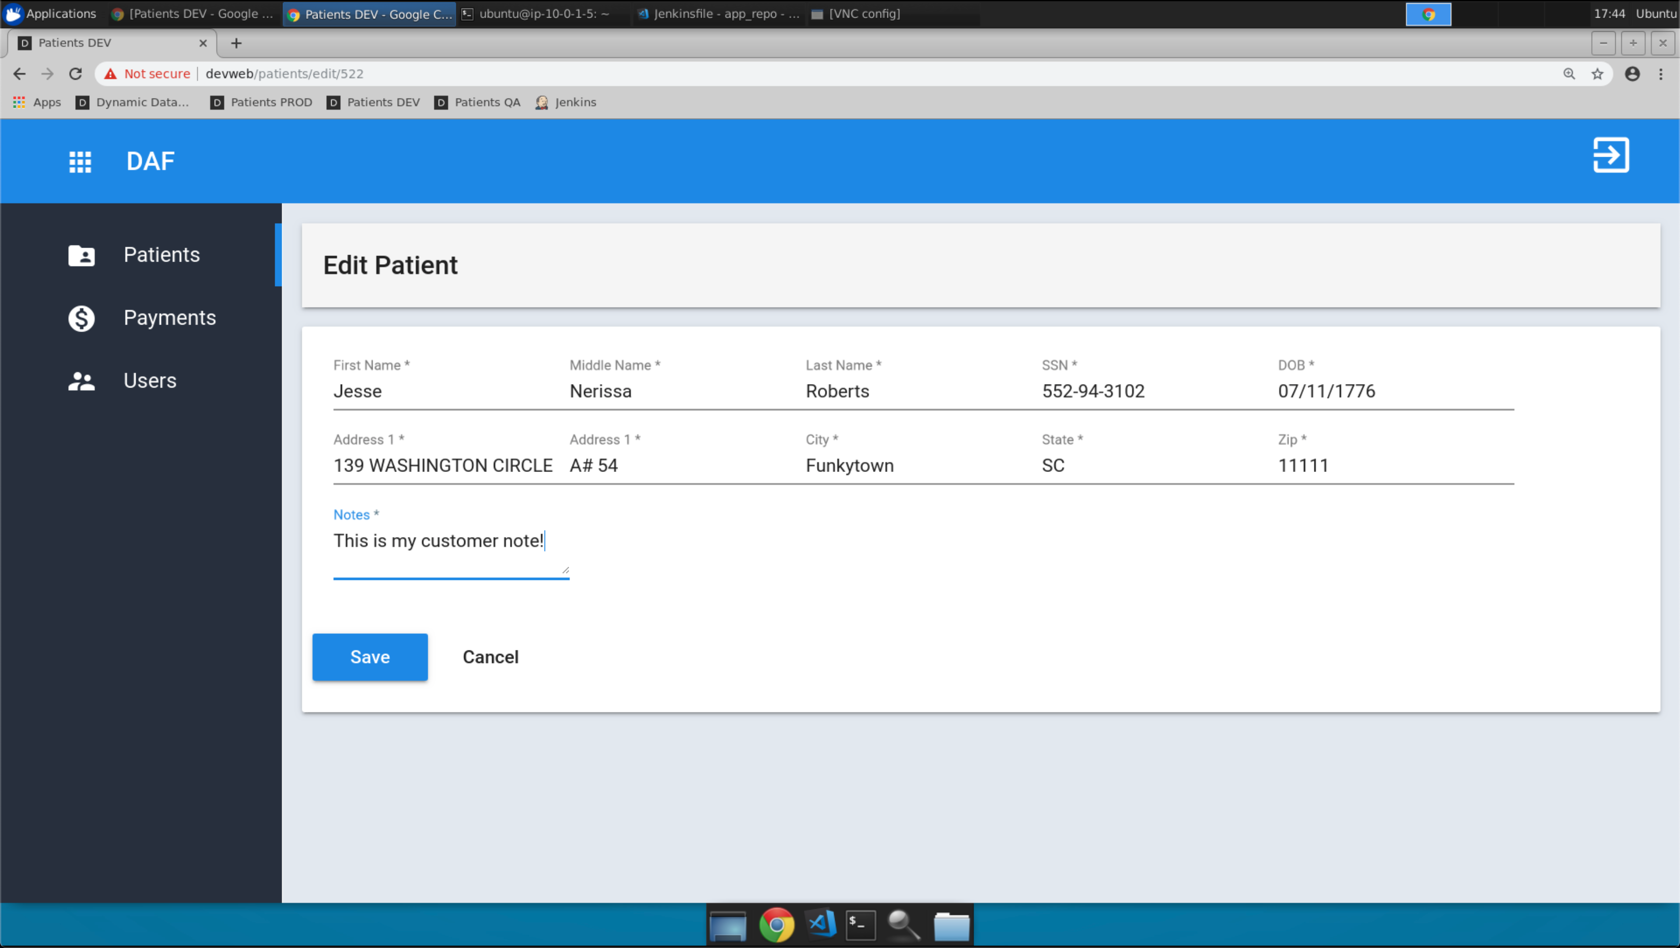 Applications
[Patients DEV - Google ...
Patients DEV - Google C...
ubuntu@ip-10-0-1-5: ~
Jenkinsfile - app_repo - ...
[VNC config]
17:44 Ubuntu
D Patients DEV
Not secure devweb/patients/edit/522
Apps
D Dynamic Data...
D Patients PROD
D Patients DEV
D Patients QA
Jenkins
DAF
Patients
Payments
Users
Edit Patient
First Name * Middle Name * Last Name * SSN * DOB *
Jesse Nerissa Roberts 552-94-3102 07/11/1776
Address 1 * Address 1 * City * State * Zip *
139 WASHINGTON CIRCLE A# 54 Funkytown SC 11111
Notes *
This is my customer note!
Save Cancel